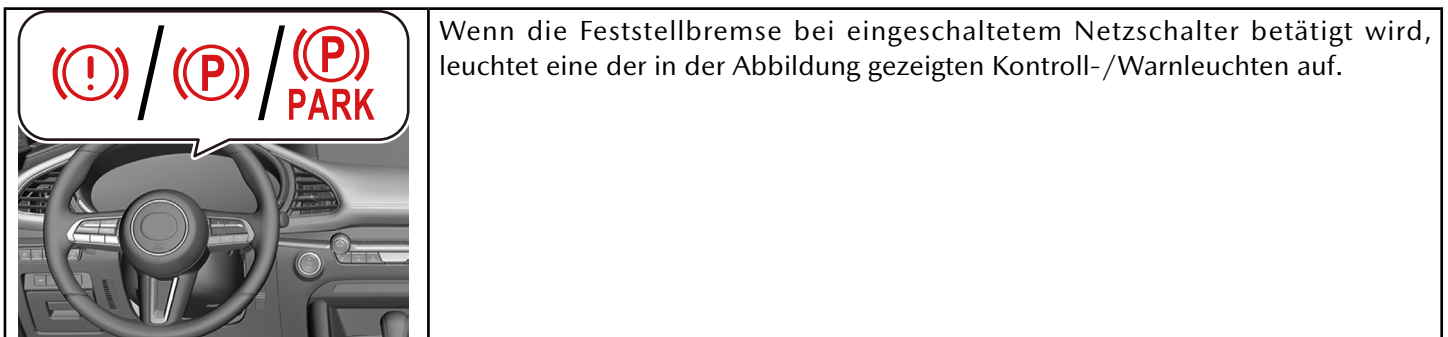 (!) / (P) / (P)
PARK
Wenn die Feststellbremse bei eingeschaltetem Netzschalter betätigt wird,
leuchtet eine der in der Abbildung gezeigten Kontroll-/Warnleuchten auf.